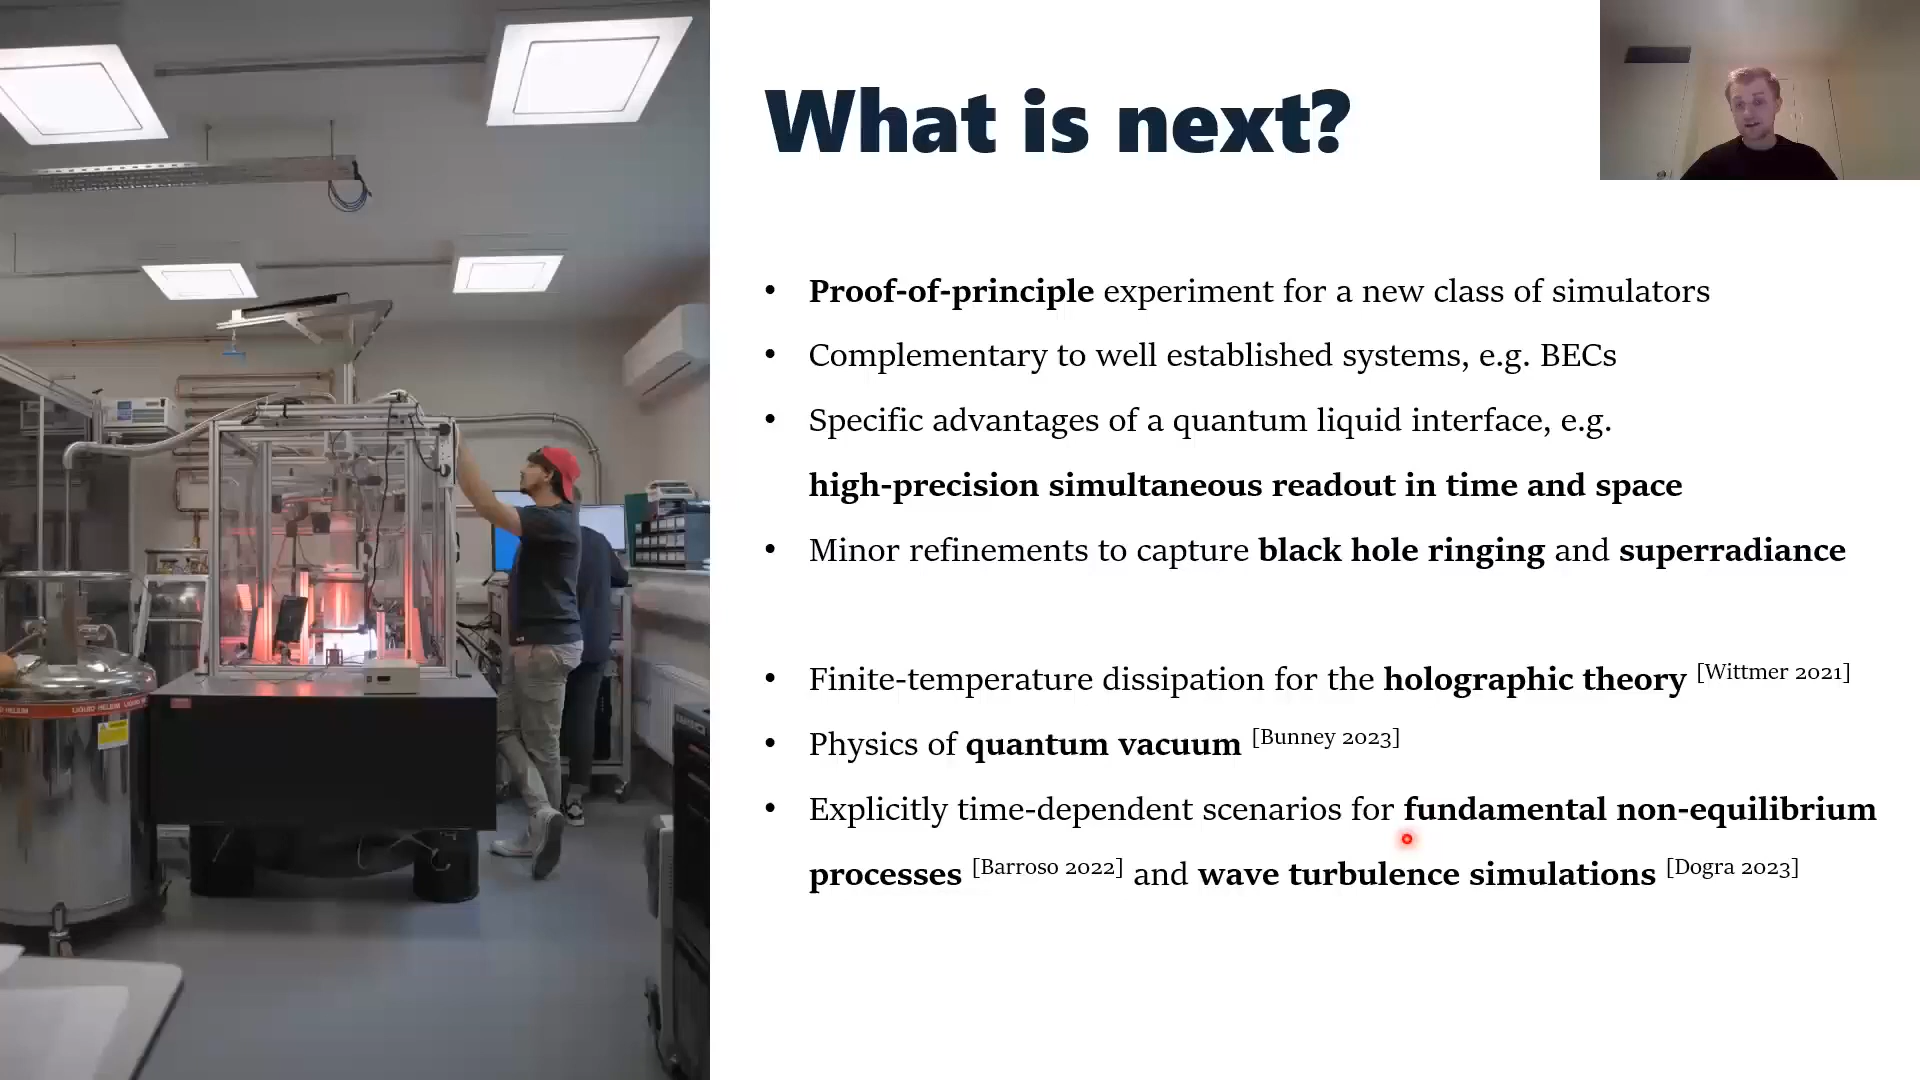 What is next?
• Proof-of-principle experiment for a new class of simulators
• Complementary to well established systems, e.g. BECs
• Specific advantages of a quantum liquid interface, e.g.
high-precision simultaneous readout in time and space
• Minor refinements to capture black hole ringing and superradiance
• Finite-temperature dissipation for the holographic theory [Wittmer 2021]
• Physics of quantum vacuum [Bunney 2023]
• Explicitly time-dependent scenarios for fundamental non-equilibrium
processes [Barroso 2022] and wave turbulence simulations [Dogra 2023]
LIQUID HELIUM